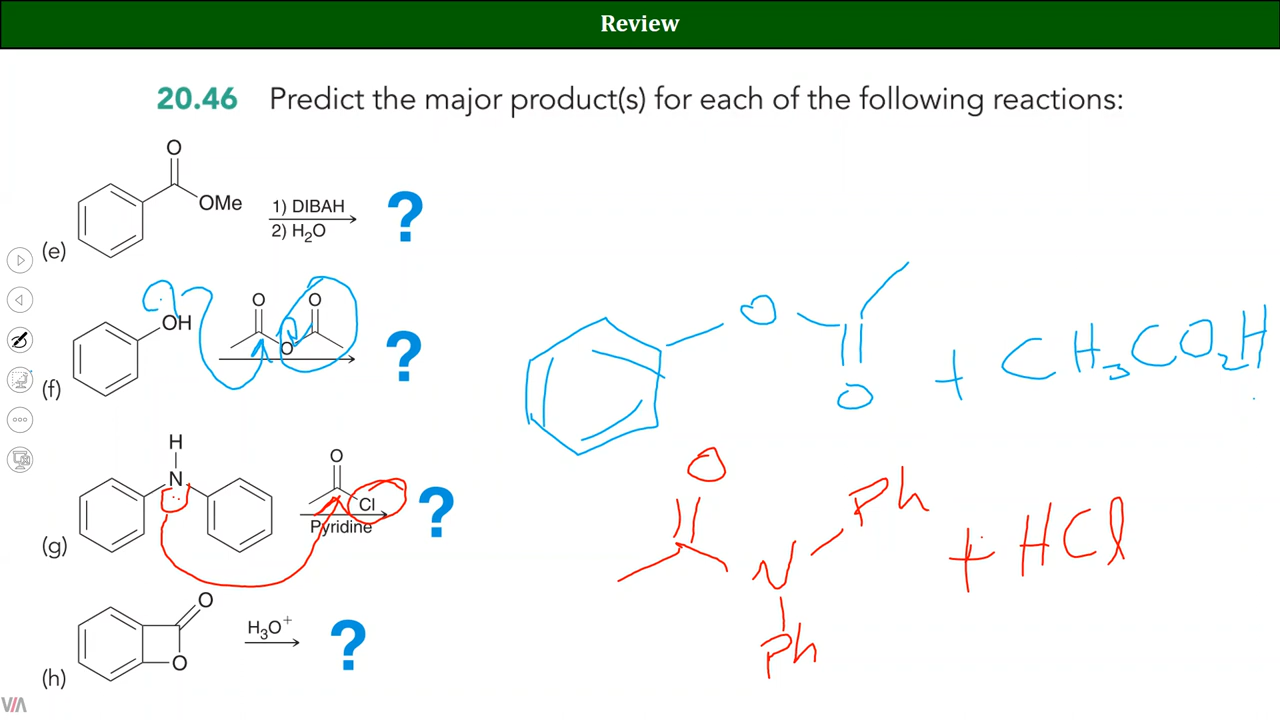 Review
20.46 Predict the major product(s) for each of the following reactions:
O
OMe
1) DIBAH
2) H₂O
?
(e)
OH
O O
O
?
(f)
O
O
+ CH₃CO₂H
H
N
O
Cl
Pyridine
?
(g)
O
N
Ph
Ph
+ HCl
O
O
H₃O⁺
?
(h)
VIA